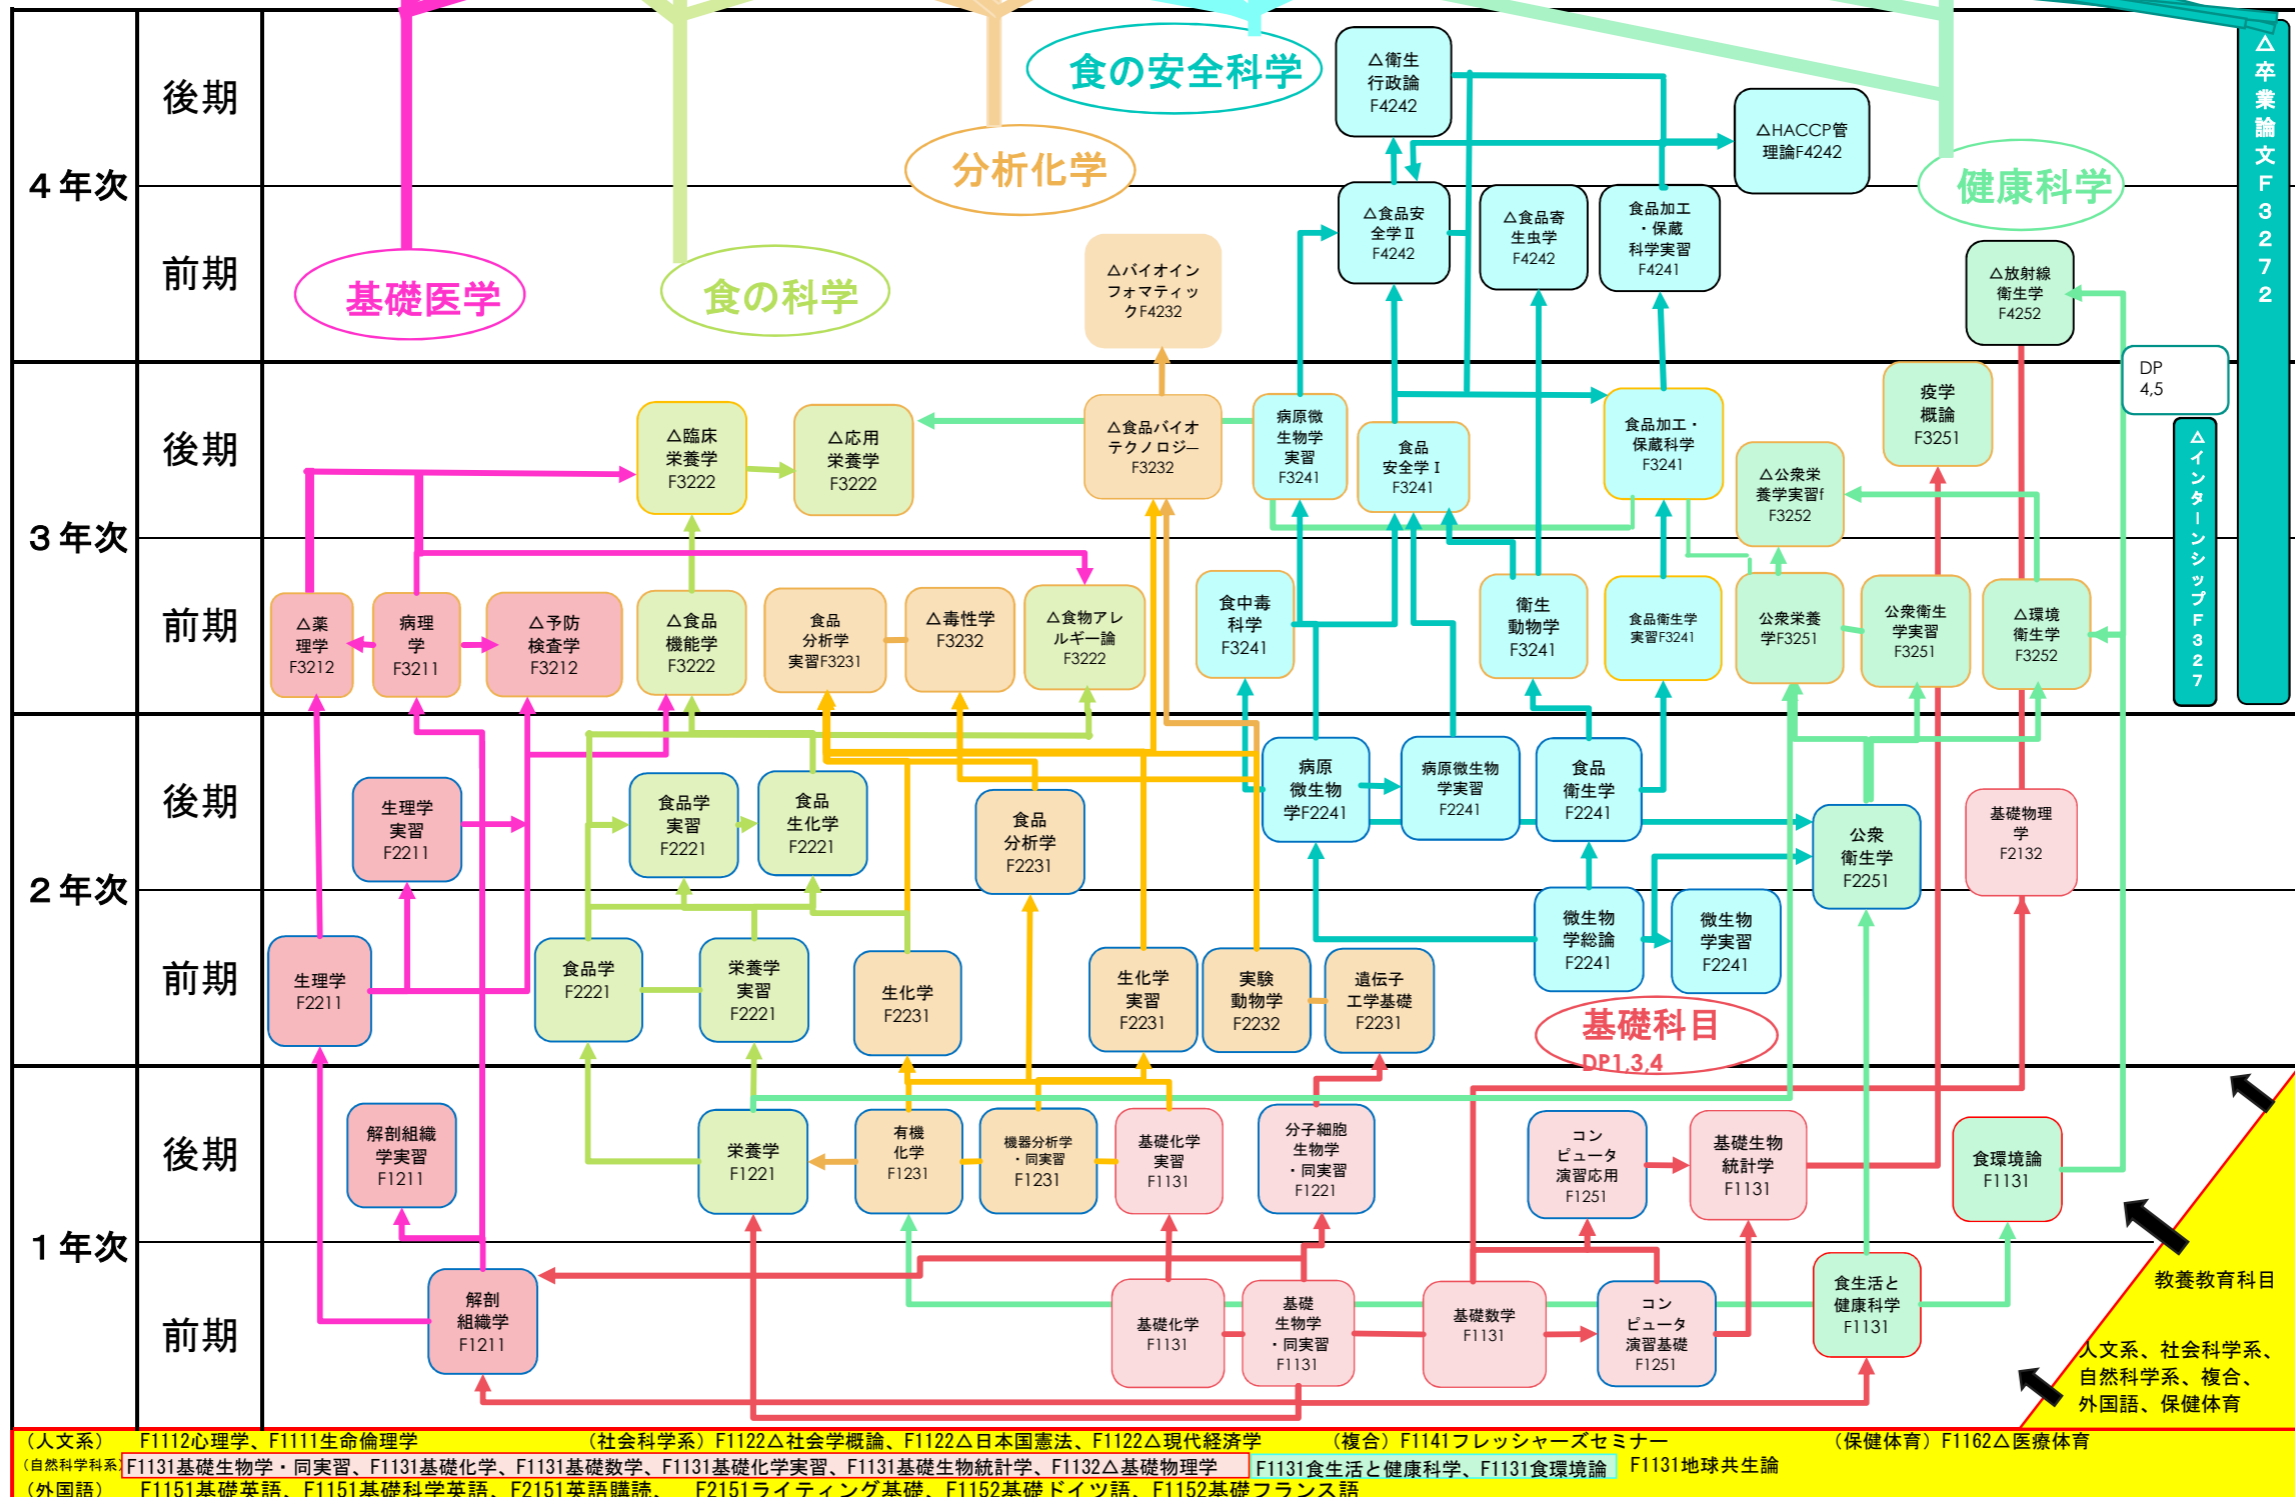 食の安全科学
分析化学
基礎医学
食の科学
健康科学
4年次
後期
前期
△衛生
行政論
F4242
△HACCP管
理論F4242
△食品安
全学Ⅱ
F4242
△食品寄
生虫学
F4242
食品加工
・保蔵
科学実習
F4241
△バイオイン
フォマティッ
クF4232
△放射線
衛生学
F4252
△卒業論文F3272
DP
4,5
△インターンシップF327
3年次
後期
前期
△臨床
栄養学
F3222
△応用
栄養学
F3222
△食品バイオ
テクノロジー
F3232
病原微
生物学
実習
F3241
食品
安全学Ⅰ
F3241
食品加工・
保蔵科学
F3241
△公衆栄
養学実習f
F3252
疫学
概論
F3251
△薬
理学
F3212
病理
学
F3211
△予防
検査学
F3212
△食品
機能学
F3222
食品
分析学
実習F3231
△毒性学
F3232
△食物アレ
ルギー論
F3222
食中毒
科学
F3241
衛生
動物学
F3241
食品衛生学
実習F3241
公衆栄養
学F3251
公衆衛生
学実習
F3251
△環境
衛生学
F3252
2年次
後期
前期
生理学
実習
F2211
食品学
実習
F2221
食品
生化学
F2221
食品
分析学
F2231
病原
微生物
学F2241
病原微生物
学実習
F2241
食品
衛生学
F2241
公衆
衛生学
F2251
基礎物理
学
F2132
生理学
F2211
食品学
F2221
栄養学
実習
F2221
生化学
F2231
生化学
実習
F2231
実験
動物学
F2232
遺伝子
工学基礎
F2231
微生物
学総論
F2241
微生物
学実習
F2241
基礎科目
DP1,3,4
1年次
後期
前期
解剖組織
学実習
F1211
栄養学
F1221
有機
化学
F1231
機器分析学
・同実習
F1231
基礎化学
実習
F1131
分子細胞
生物学
・同実習
F1221
コン
ピュータ
演習応用
F1251
基礎生物
統計学
F1131
食環境論
F1131
解剖
組織学
F1211
基礎化学
F1131
基礎
生物学
・同実習
F1131
基礎数学
F1131
コン
ピュータ
演習基礎
F1251
食生活と
健康科学
F1131
教養教育科目
人文系、社会科学系、
自然科学系、複合、
外国語、保健体育
（人文系） F1112心理学、F1111生命倫理学 （社会科学系）F1122△社会学概論、F1122△日本国憲法、F1122△現代経済学 （複合）F1141フレッシャーズセミナー （保健体育）F1162△医療体育
（自然科学科系）F1131基礎生物学・同実習、F1131基礎化学、F1131基礎数学、F1131基礎化学実習、F1131基礎生物統計学、F1132△基礎物理学 F1131食生活と健康科学、F1131食環境論 F1131地球共生論
（外国語） F1151基礎英語、F1151基礎科学英語、F2151英語購読、 F2151ライティング基礎、F1152基礎ドイツ語、F1152基礎フランス語